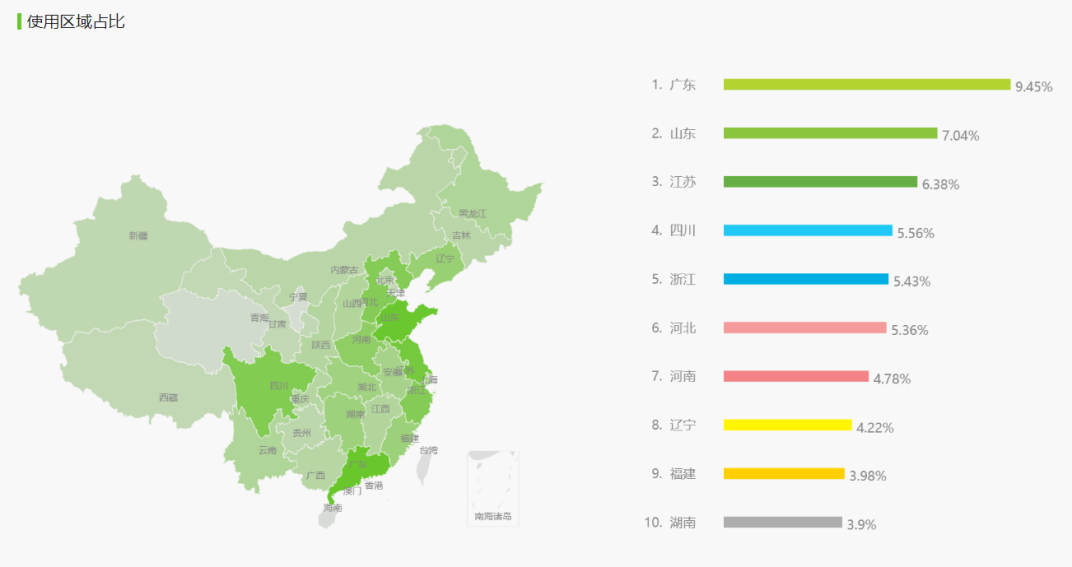 使用区域占比
黑龙江
吉林
新疆
辽宁
内蒙古
北京
天津
宁夏
山西
河北
青海
甘肃
山东
河南
陕西
安徽
江苏
上海
四川
湖北
浙江
西藏
重庆
江西
湖南
贵州
福建
云南
台湾
广东
广西
香港
澳门
海南
南海诸岛
1. 广东 9.45%
2. 山东 7.04%
3. 江苏 6.38%
4. 四川 5.56%
5. 浙江 5.43%
6. 河北 5.36%
7. 河南 4.78%
8. 辽宁 4.22%
9. 福建 3.98%
10. 湖南 3.9%